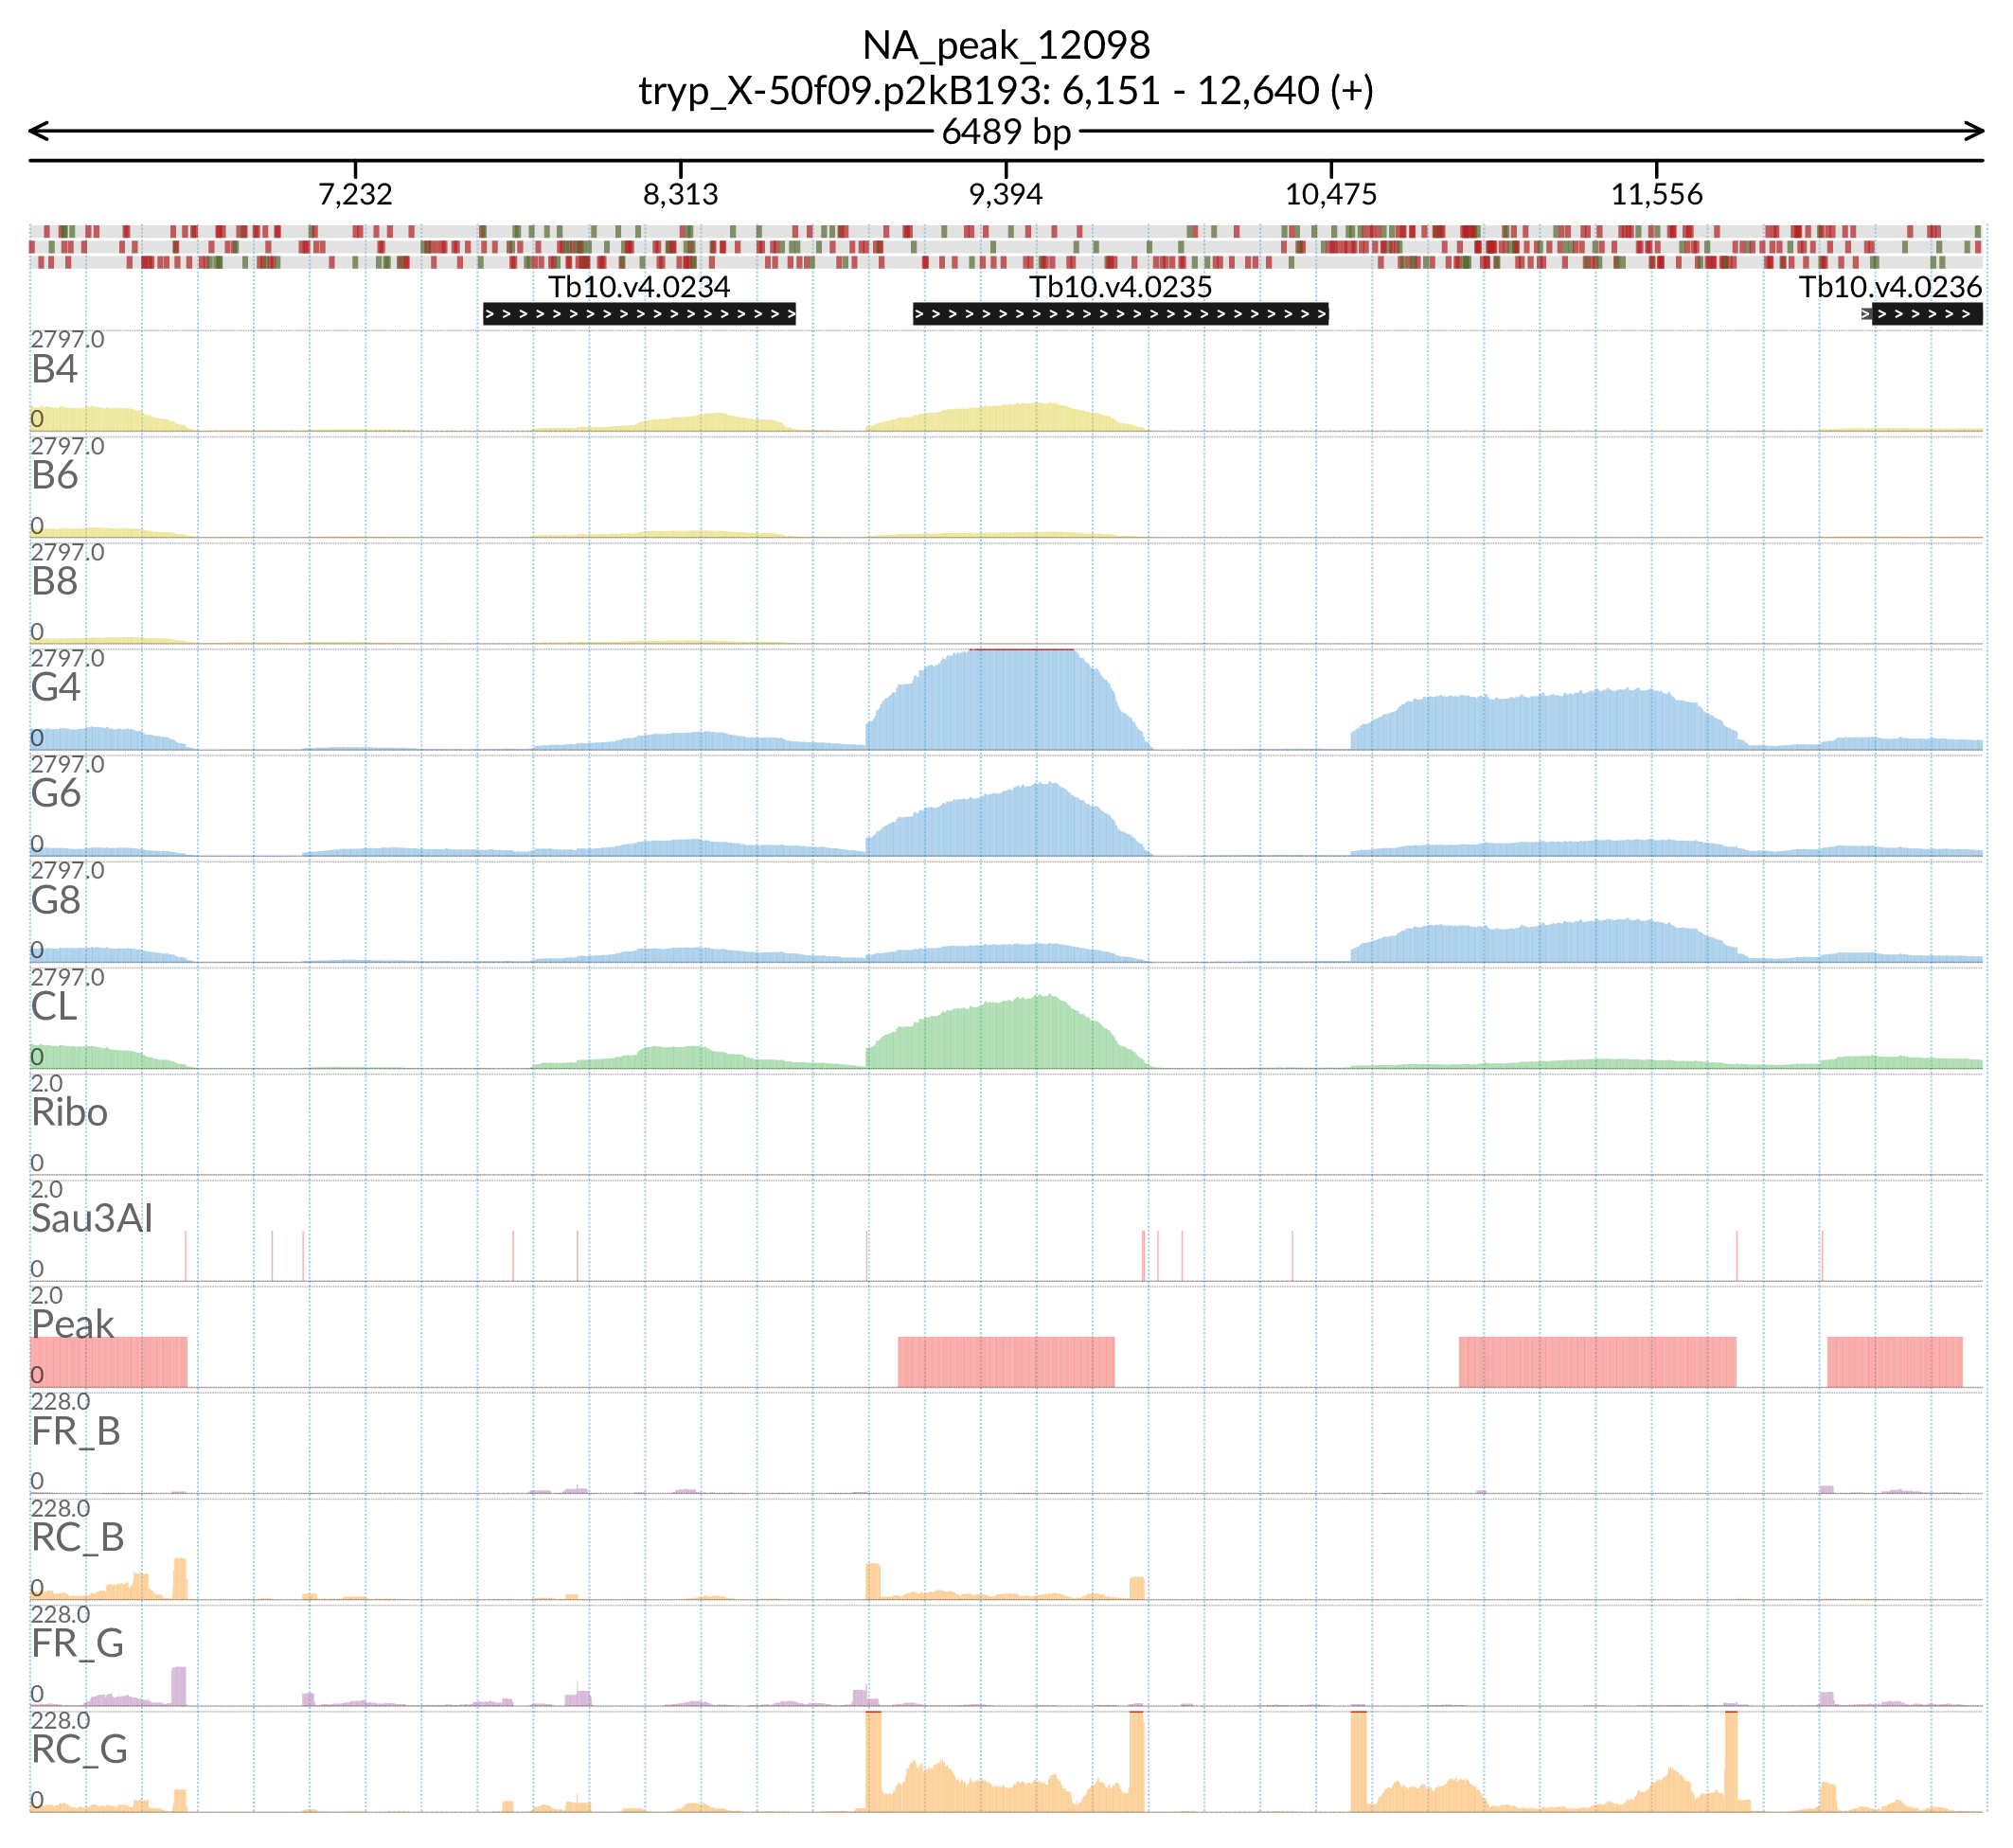 NA_peak_12098
tryp_X-50f09.p2kB193: 6,151 - 12,640 (+)
6489 bp
7,232 8,313 9,394 10,475 11,556
Tb10.v4.0234 Tb10.v4.0235 Tb10.v4.0236
2797.0
B4
0
2797.0
B6
0
2797.0
B8
0
2797.0
G4
0
2797.0
G6
0
2797.0
G8
0
2797.0
CL
0
2.0
Ribo
0
2.0
Sau3AI
0
2.0
Peak
0
228.0
FR_B
0
228.0
RC_B
0
228.0
FR_G
0
228.0
RC_G
0